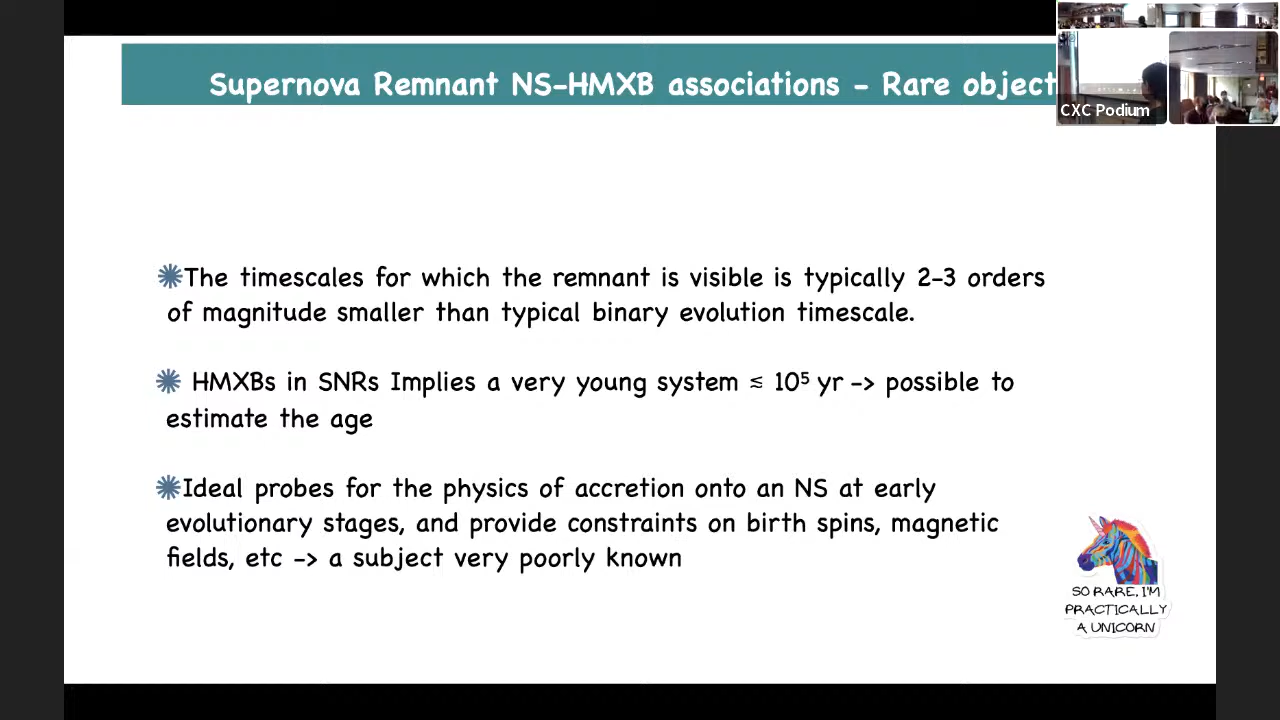 Supernova Remnant NS-HMXB associations - Rare object
CXC Podium
✺The timescales for which the remnant is visible is typically 2-3 orders
of magnitude smaller than typical binary evolution timescale.
✺ HMXBs in SNRs Implies a very young system ≲ 10⁵ yr -> possible to
estimate the age
✺Ideal probes for the physics of accretion onto an NS at early
evolutionary stages, and provide constraints on birth spins, magnetic
fields, etc -> a subject very poorly known
SO RARE, I'M
PRACTICALLY
A UNICORN